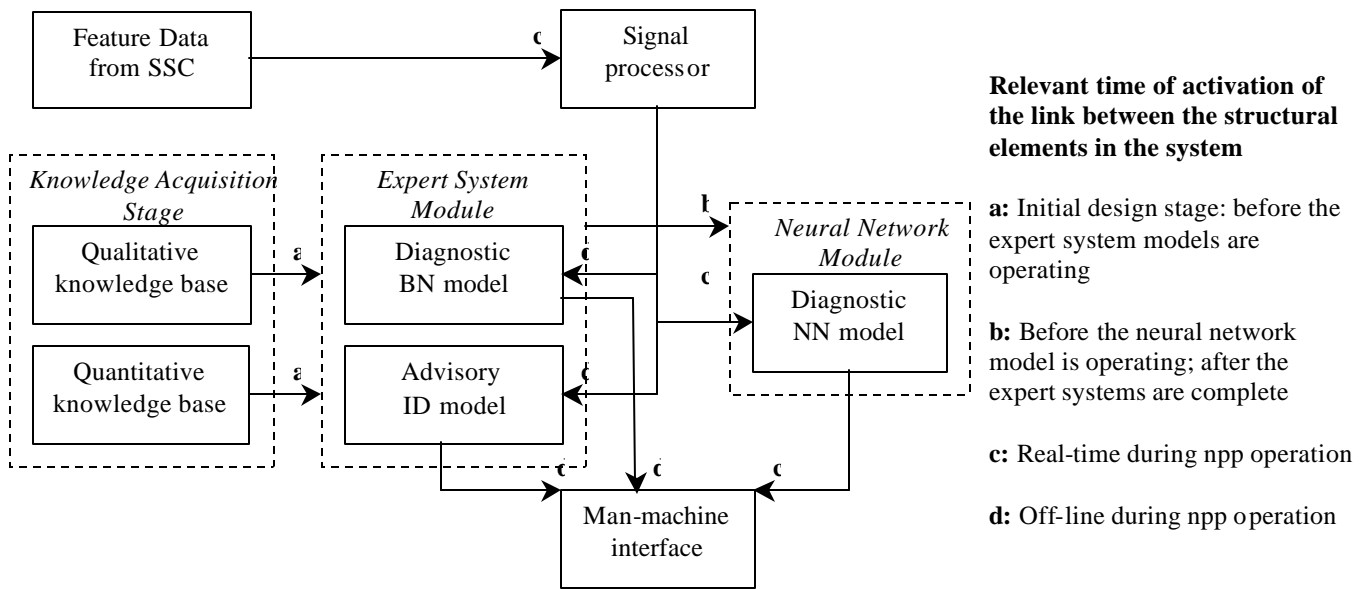 Feature Data
from SSC
c
Signal
processor
Knowledge Acquisition
Stage
Qualitative
knowledge base
Quantitative
knowledge base
a
a
Expert System
Module
Diagnostic
BN model
Advisory
ID model
d
d
b
c
Neural Network
Module
Diagnostic
NN model
d
d
c
Man-machine
interface
Relevant time of activation of
the link between the structural
elements in the system
a: Initial design stage: before the
expert system models are
operating
b: Before the neural network
model is operating; after the
expert systems are complete
c: Real-time during npp operation
d: Off-line during npp operation